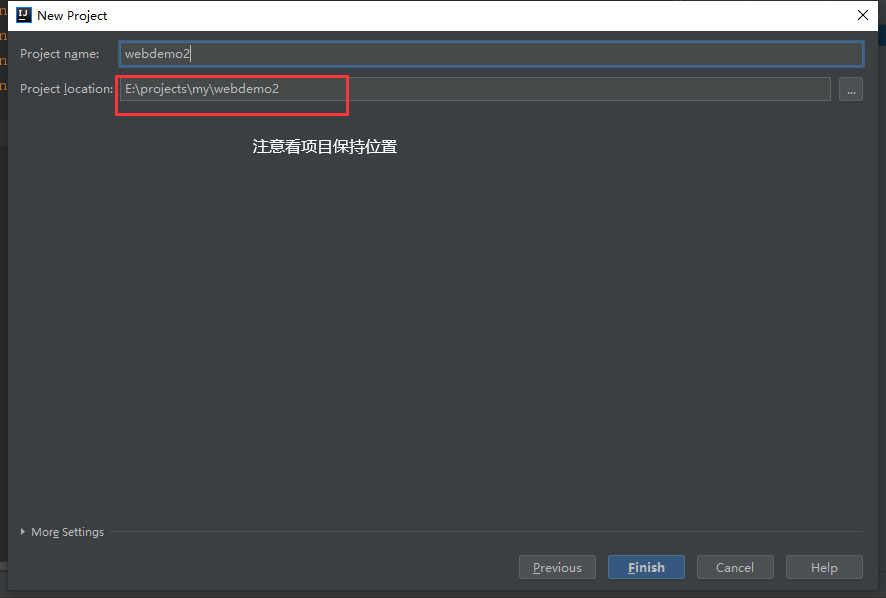 New Project
Project name: webdemo2
Project location: E:\projects\my\webdemo2 ...
注意看项目保持位置
More Settings
Previous Finish Cancel Help